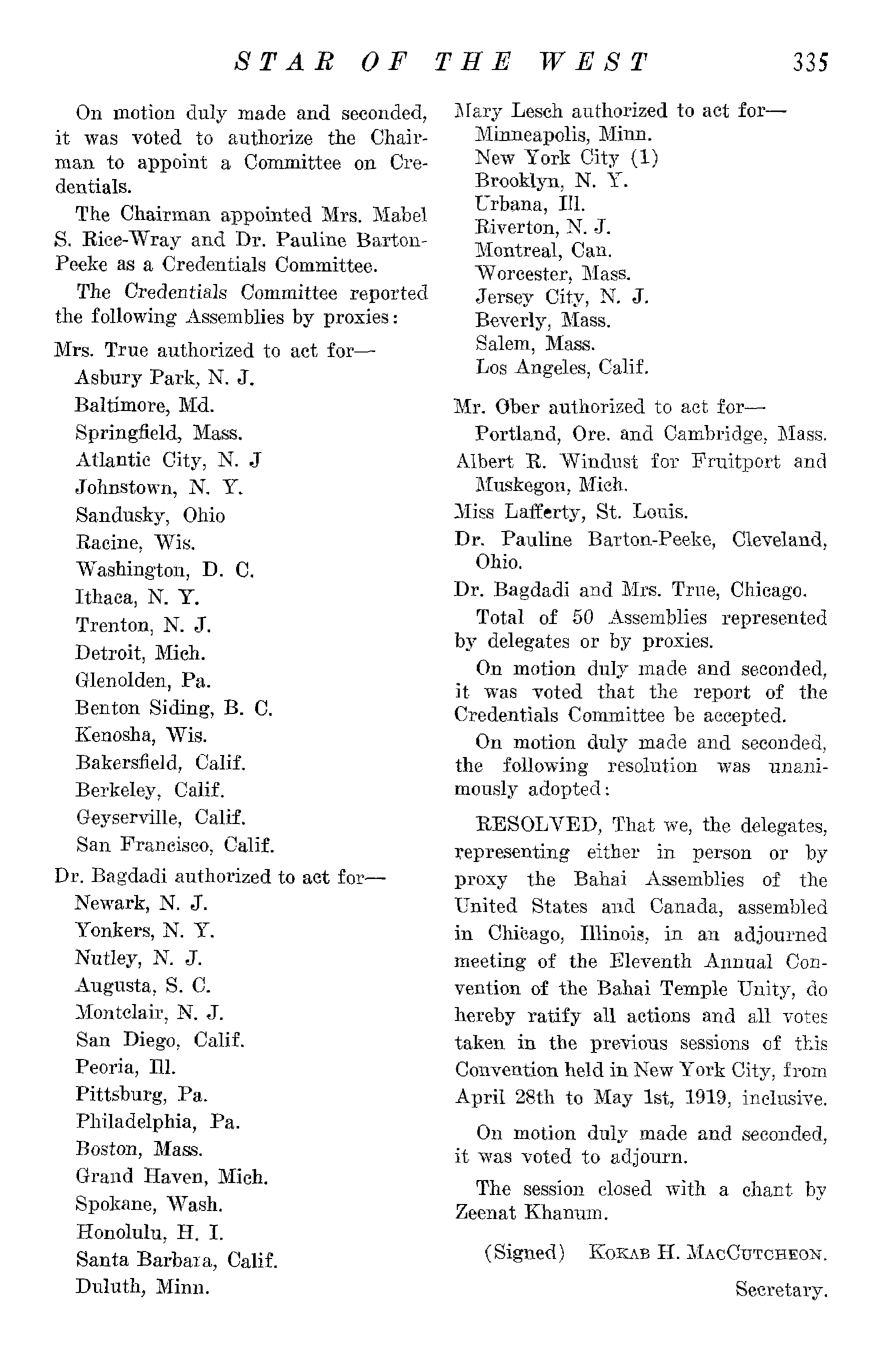 STAR OF THE WEST 335
On motion duly made and seconded,
it was voted to authorize the Chair-
man to appoint a Committee on Cre-
dentials.
The Chairman appointed Mrs. Mabel
S. Rice-Wray and Dr. Pauline Barton-
Peeke as a Credentials Committee.
The Credentials Committee reported
the following Assemblies by proxies:
Mrs. True authorized to act for—
Asbury Park, N. J.
Baltimore, Md.
Springfield, Mass.
Atlantic City, N. J
Johnstown, N. Y.
Sandusky, Ohio
Racine, Wis.
Washington, D. C.
Ithaca, N. Y.
Trenton, N. J.
Detroit, Mich.
Glenolden, Pa.
Benton Siding, B. C.
Kenosha, Wis.
Bakersfield, Calif.
Berkeley, Calif.
Geyserville, Calif.
San Francisco, Calif.
Dr. Bagdadi authorized to act for—
Newark, N. J.
Yonkers, N. Y.
Nutley, N. J.
Augusta, S. C.
Montclair, N. J.
San Diego, Calif.
Peoria, Ill.
Pittsburg, Pa.
Philadelphia, Pa.
Boston, Mass.
Grand Haven, Mich.
Spokane, Wash.
Honolulu, H. I.
Santa Barbara, Calif.
Duluth, Minn.
Mary Lesch authorized to act for—
Minneapolis, Minn.
New York City (1)
Brooklyn, N. Y.
Urbana, Ill.
Riverton, N. J.
Montreal, Can.
Worcester, Mass.
Jersey City, N. J.
Beverly, Mass.
Salem, Mass.
Los Angeles, Calif.
Mr. Ober authorized to act for—
Portland, Ore. and Cambridge, Mass.
Albert R. Windust for Fruitport and
Muskegon, Mich.
Miss Lafferty, St. Louis.
Dr. Pauline Barton-Peeke, Cleveland,
Ohio.
Dr. Bagdadi and Mrs. True, Chicago.
Total of 50 Assemblies represented
by delegates or by proxies.
On motion duly made and seconded,
it was voted that the report of the
Credentials Committee be accepted.
On motion duly made and seconded,
the following resolution was unani-
mously adopted:
RESOLVED, That we, the delegates,
representing either in person or by
proxy the Bahai Assemblies of the
United States and Canada, assembled
in Chicago, Illinois, in an adjourned
meeting of the Eleventh Annual Con-
vention of the Bahai Temple Unity, do
hereby ratify all actions and all votes
taken in the previous sessions of this
Convention held in New York City, from
April 28th to May 1st, 1919, inclusive.
On motion duly made and seconded,
it was voted to adjourn.
The session closed with a chant by
Zeenat Khanum.
(Signed) KOKAB H. MACCUTCHEON.
Secretary.